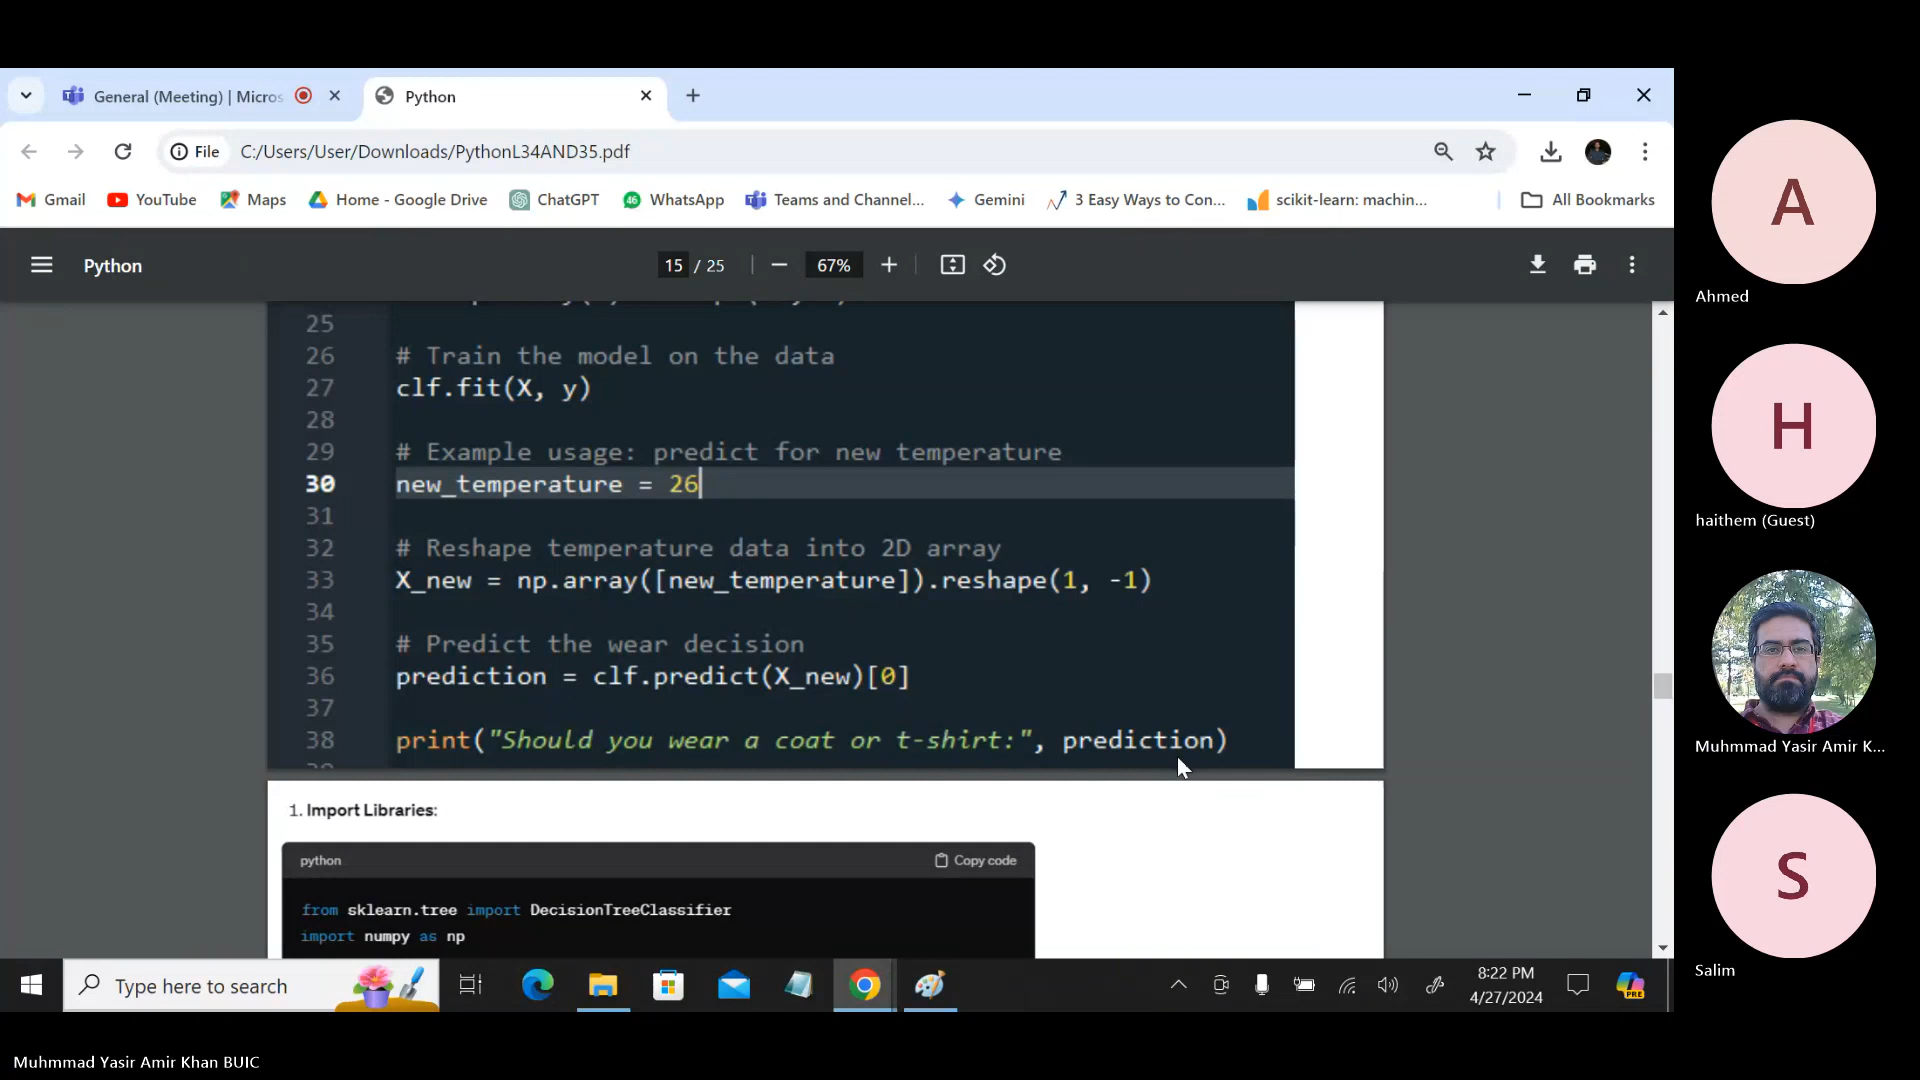 General (Meeting) | Micros
Python
File
C:/Users/User/Downloads/PythonL34AND35.pdf
Gmail
YouTube
Maps
Home - Google Drive
ChatGPT
46
WhatsApp
Teams and Channel...
Gemini
3 Easy Ways to Con...
scikit-learn: machin...
All Bookmarks
Python
15 / 25
67%
25
26 # Train the model on the data
27 clf.fit(X, y)
28
29 # Example usage: predict for new temperature
30 new_temperature = 26
31
32 # Reshape temperature data into 2D array
33 X_new = np.array([new_temperature]).reshape(1, -1)
34
35 # Predict the wear decision
36 prediction = clf.predict(X_new)[0]
37
38 print("Should you wear a coat or t-shirt:", prediction)
1. Import Libraries:
python
Copy code
from sklearn.tree import DecisionTreeClassifier
import numpy as np
Type here to search
8:22 PM
4/27/2024
PRE
A
Ahmed
H
haithem (Guest)
Muhmmad Yasir Amir K...
S
Salim
Muhmmad Yasir Amir Khan BUIC